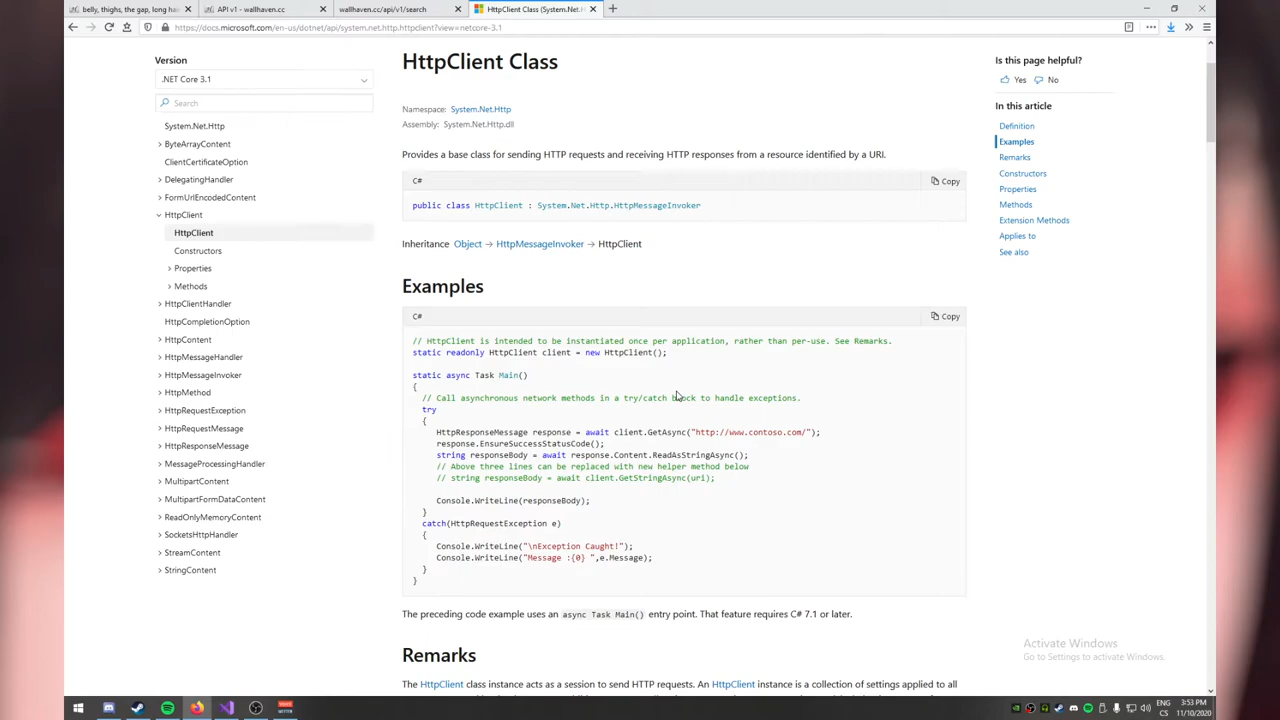 belly, thighs, the gap, long hai
API v1 - wallhaven.cc
wallhaven.cc/api/v1/search
HttpClient Class (System.Net.H
https://docs.microsoft.com/en-us/dotnet/api/system.net.http.httpclient?view=netcore-3.1
Version
.NET Core 3.1
Search
System.Net.Http
ByteArrayContent
ClientCertificateOption
DelegatingHandler
FormUrlEncodedContent
HttpClient
HttpClient
Constructors
Properties
Methods
HttpClientHandler
HttpCompletionOption
HttpContent
HttpMessageHandler
HttpMessageInvoker
HttpMethod
HttpRequestException
HttpRequestMessage
HttpResponseMessage
MessageProcessingHandler
MultipartContent
MultipartFormDataContent
ReadOnlyMemoryContent
SocketsHttpHandler
StreamContent
StringContent
HttpClient Class
Namespace: System.Net.Http
Assembly: System.Net.Http.dll
Provides a base class for sending HTTP requests and receiving HTTP responses from a resource identified by a URI.
C#
Copy
public class HttpClient : System.Net.Http.HttpMessageInvoker
Inheritance Object → HttpMessageInvoker → HttpClient
Examples
C#
Copy
// HttpClient is intended to be instantiated once per application, rather than per-use. See Remarks.
static readonly HttpClient client = new HttpClient();
static async Task Main()
{
// Call asynchronous network methods in a try/catch block to handle exceptions.
try
{
HttpResponseMessage response = await client.GetAsync("http://www.contoso.com/");
response.EnsureSuccessStatusCode();
string responseBody = await response.Content.ReadAsStringAsync();
// Above three lines can be replaced with new helper method below
// string responseBody = await client.GetStringAsync(uri);
Console.WriteLine(responseBody);
}
catch(HttpRequestException e)
{
Console.WriteLine("\nException Caught!");
Console.WriteLine("Message :{0} ",e.Message);
}
}
The preceding code example uses an async Task Main() entry point. That feature requires C# 7.1 or later.
Remarks
The HttpClient class instance acts as a session to send HTTP requests. An HttpClient instance is a collection of settings applied to all
Is this page helpful?
Yes No
In this article
Definition
Examples
Remarks
Constructors
Properties
Methods
Extension Methods
Applies to
See also
Activate Windows
Go to Settings to activate Windows.
ENG
CS
3:53 PM
11/10/2020